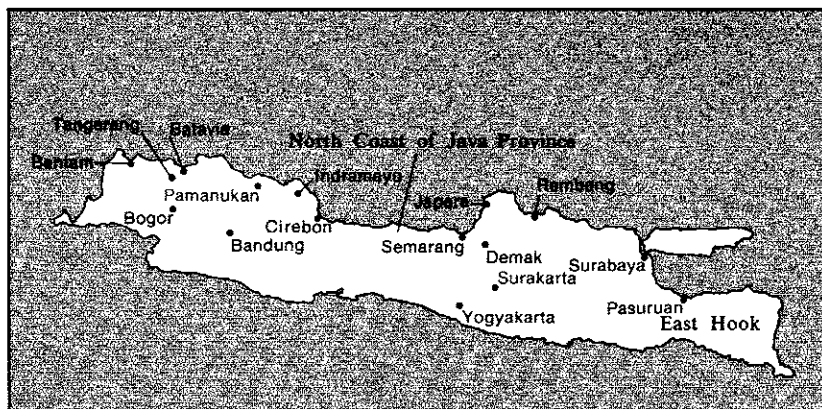 Tangerang
Batavia
North Coast of Java Province
Bantam
Indramayu
Pamanukan
Rembang
Japara
Bogor
Cirebon
Bandung
Semarang
Demak
Surabaya
Surakarta
Yogyakarta
Pasuruan
East Hook